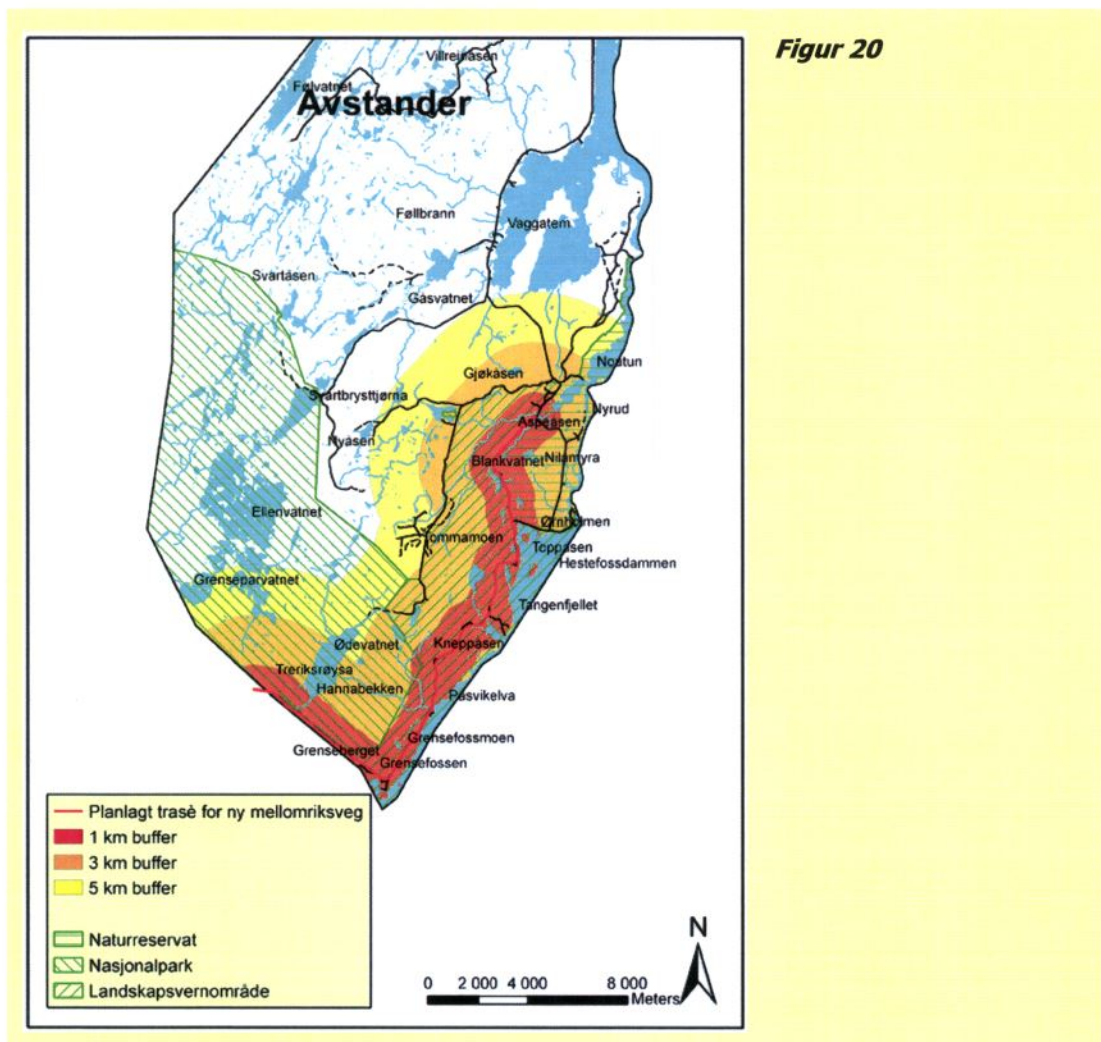 Figur 20
Villreinåsen
Følvatnet
Avstander
Føllbrann
Vaggatem
Svartåsen
Gåsvatnet
Noatun
Gjøkåsen
Svartbrysttjørna
Nyrud
Aspeåsen
Nyåsen
Blankvatnet
Nilamyra
Ellenvatnet
Ørnholmen
Tommamoen
Toppåsen
Hestefossdammen
Grenseparvatnet
Tangenfjellet
Ødevatnet
Kneppåsen
Treriksrøysa
Hannabekken
Pasvikelva
Grensefossmoen
Grenseberget
Grensefossen
Planlagt trasè for ny mellomriksveg
1 km buffer
3 km buffer
5 km buffer
Naturreservat
Nasjonalpark
Landskapsvernområde
N
0 2 000 4 000 8 000
Meters